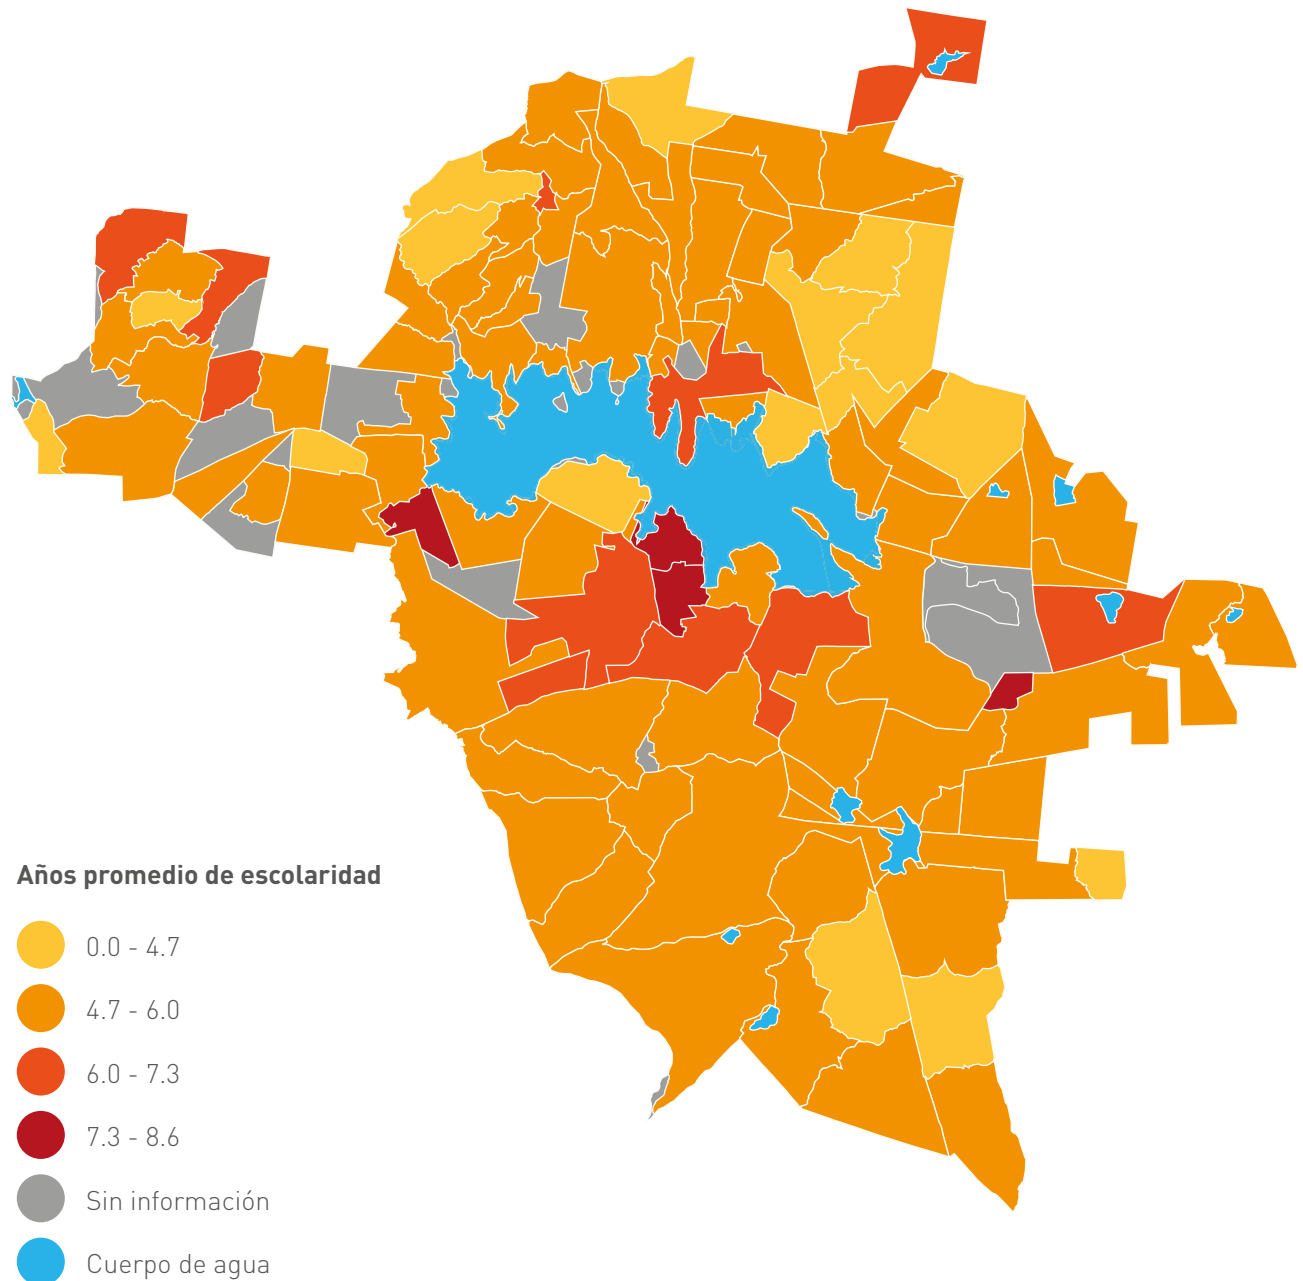 Años promedio de escolaridad
0.0 - 4.7
4.7 - 6.0
6.0 - 7.3
7.3 - 8.6
Sin información
Cuerpo de agua